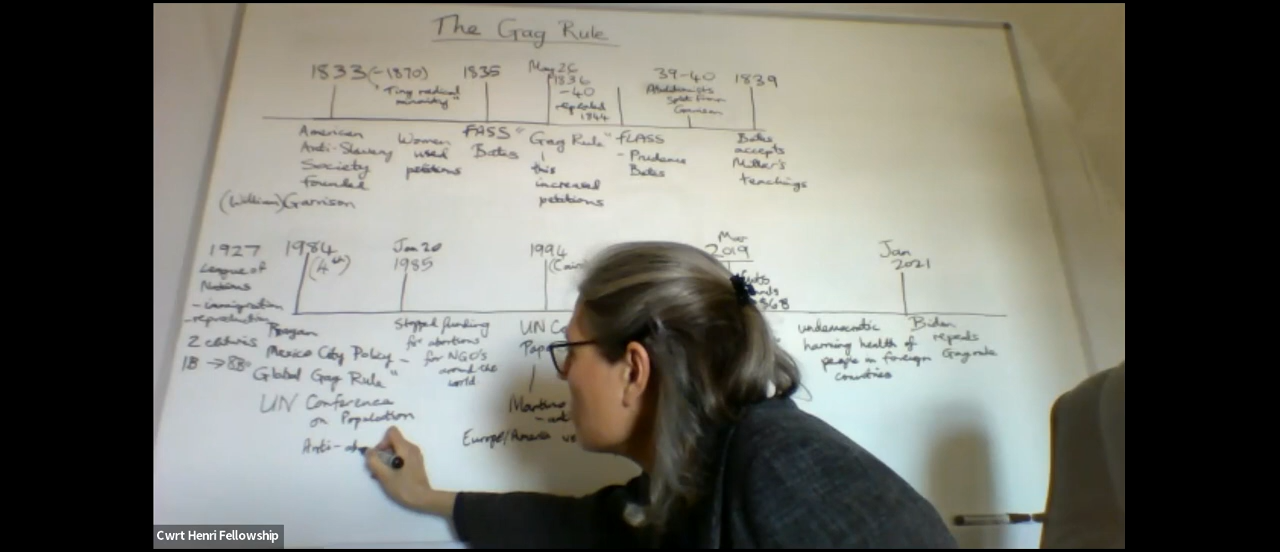 The Gag Rule
1833 (-1870)
"Tiny radical
minority"
1835
May 26
1836
-40
repealed
1844
39-40
Abolitionists
split from
Garrison
1839
American
Anti-Slavery
Society
founded
(William) Garrison
Women
used
petitions
FASS
Bates
"Gag Rule"
this
increased
petitions
FLASS
- Prudence
Bates
Bates
accepts
Miller's
teachings
1927
League of
Nations
- immigration
- reproduction
1B → 8B
1984
(4th)
Reagan
Mexico City Policy -
Global Gag Rule"
UN Conference
on Population
Anti-
Jan 20
1985
Stopped funding
for abortions
for NGO's
around the
world
1994
UN
Europe/America
Mar
2019
Jan
2021
undemocratic
harming health of
people in foreign
countries
Biden
repeals
Gag rule
Cwrt Henri Fellowship